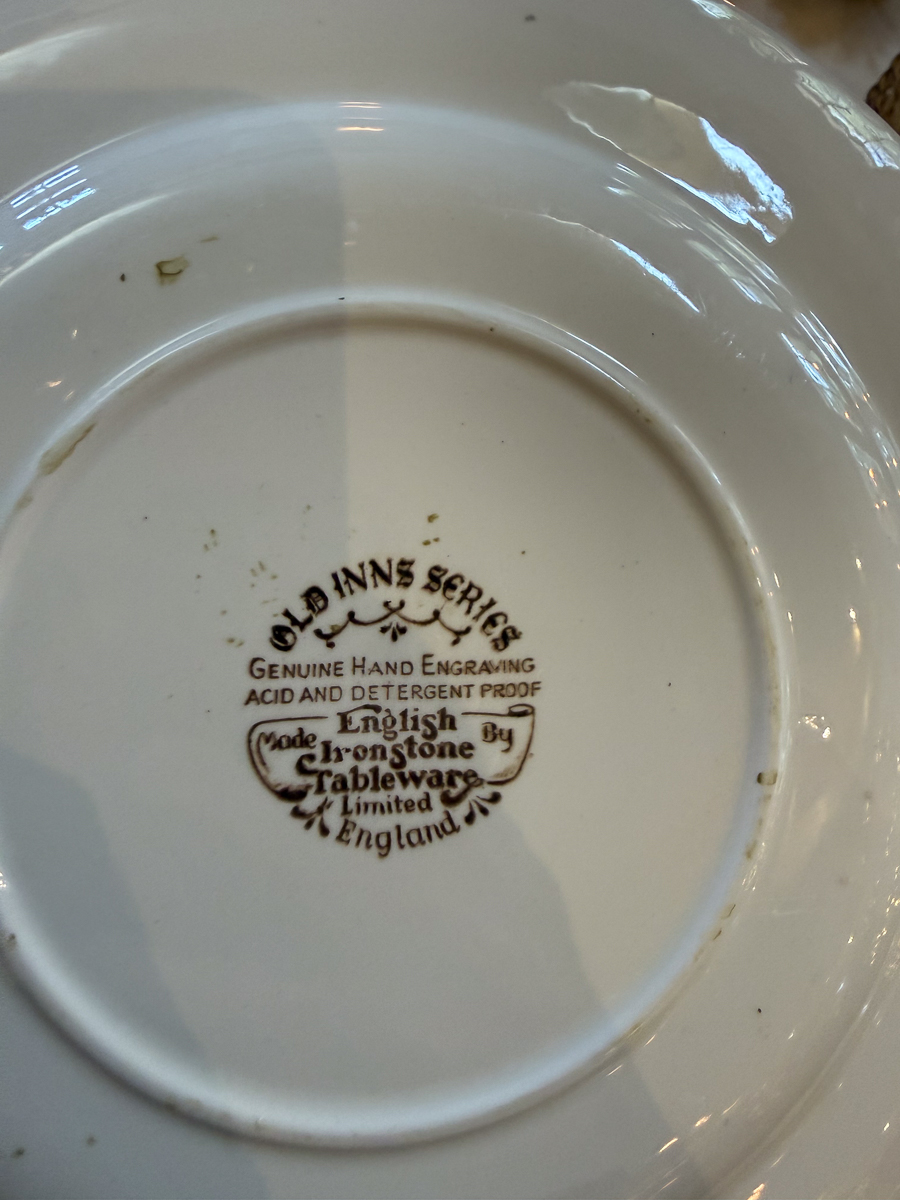 OLD INNS SERIES
GENUINE HAND ENGRAVING
ACID AND DETERGENT PROOF
Made English By
Ironstone
Tableware
Limited
England